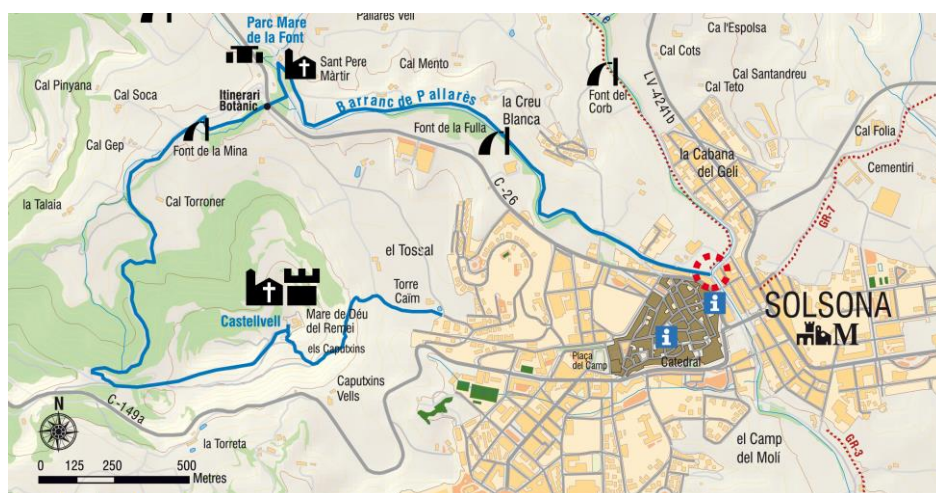 Parc Mare
de la Font
Pallarès Vell
Ca l'Espolsa
Cal Cots
Cal Pinyana
Cal Soca
Itinerari
Botànic
Sant Pere
Màrtir
Cal Mento
Barranc de Pallarès
la Creu
Blanca
Font del
Corb
LV-4241b
Cal Santandreu
Cal Teto
Cal Gep
Font de la Mina
Font de la Fulla
la Cabana
del Geli
Cal Folia
Cementiri
la Talaia
Cal Torroner
C-26
GR-7
el Tossal
Torre
Caïm
SOLSONA
M
i
i
Castellvell
Mare de Déu
del Remei
els Caputxins
Plaça
del Camp
Catedral
Caputxins
Vells
C-149a
N
la Torreta
el Camp
del Molí
GR-3
0 125 250 500
Metres